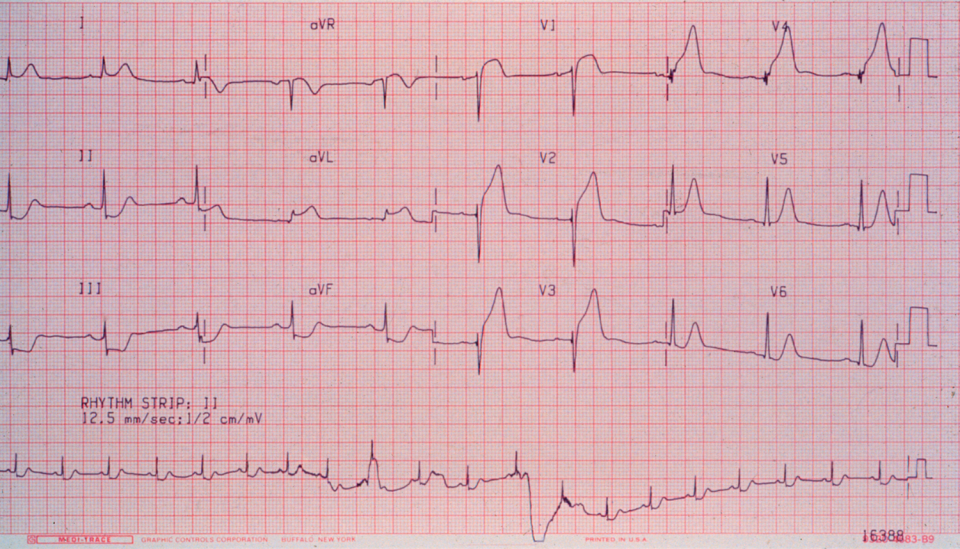 I aVR V1 V4
II aVL V2 V5
III aVF V3 V6
RHYTHM STRIP: II
12.5 mm/sec;1/2 cm/mV
16388
MEDI-TRACE GRAPHIC CONTROLS CORPORATION BUFFALO, NEW YORK PRINTED IN U.S.A.